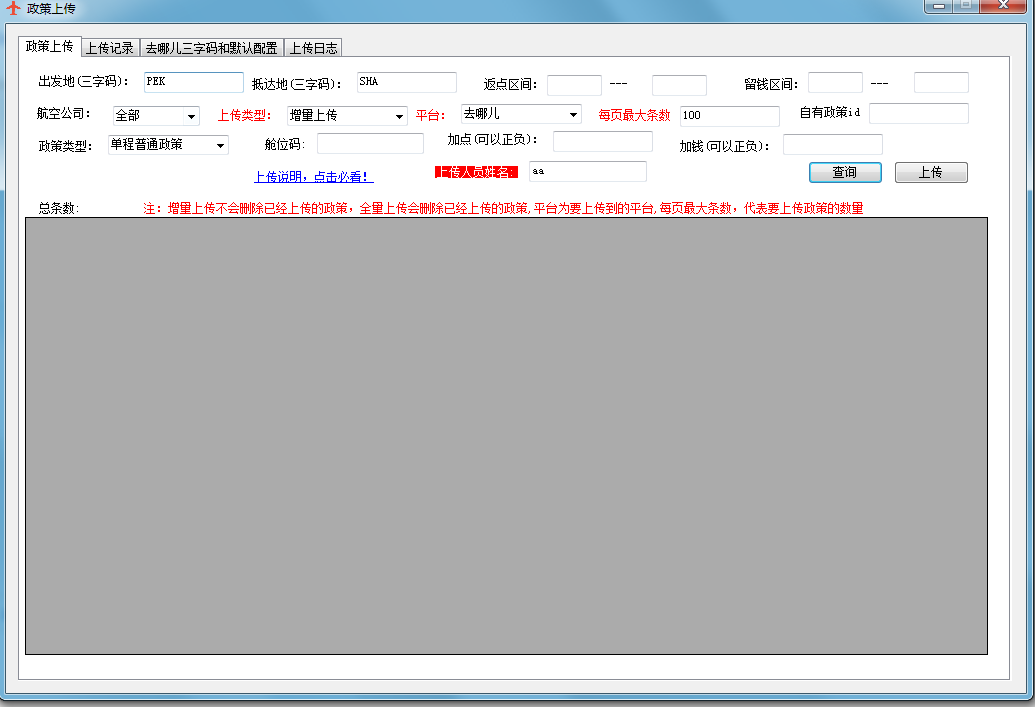 政策上传
政策上传 上传记录 去哪儿三字码和默认配置 上传日志
出发地(三字码): PEK 抵达地(三字码): SHA 返点区间: --- 留钱区间: ---
航空公司: 全部 上传类型: 增量上传 平台: 去哪儿 每页最大条数 100 自有政策id
政策类型: 单程普通政策 舱位码: 加点(可以正负): 加钱(可以正负):
上传说明，点击必看! 上传人员姓名: aa 查询 上传
总条数: 注: 增量上传不会删除已经上传的政策，全量上传会删除已经上传的政策,平台为要上传到的平台,每页最大条数，代表要上传政策的数量